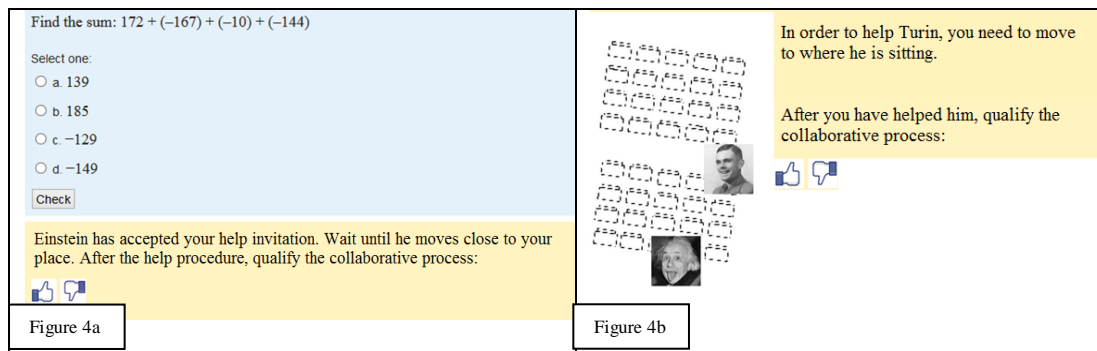 Find the sum: 172 + (−167) + (−10) + (−144)
Select one:
a. 139
b. 185
c. −129
d. −149
Check
Einstein has accepted your help invitation. Wait until he moves close to your
place. After the help procedure, qualify the collaborative process:
Figure 4a
In order to help Turin, you need to move
to where he is sitting.
After you have helped him, qualify the
collaborative process:
Figure 4b